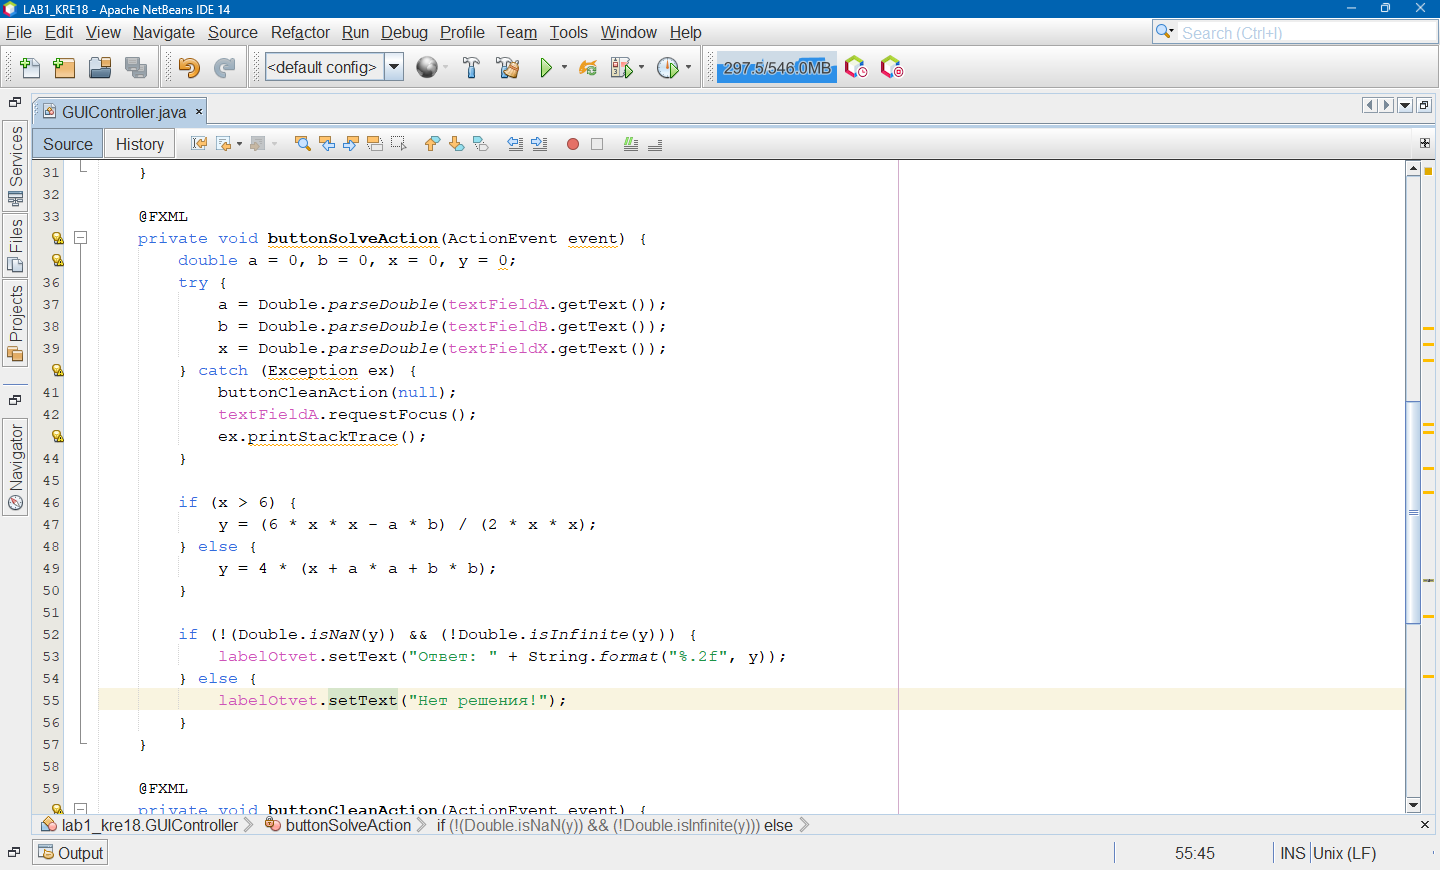 LAB1_KRE18 - Apache NetBeans IDE 14
File Edit View Navigate Source Refactor Run Debug Profile Team Tools Window Help
Search (Ctrl+I)
<default config>
297.5/546.0MB
GUIController.java
Source History
Services
Files
Projects
Navigator
31 }
32
33 @FXML
private void buttonSolveAction(ActionEvent event) {
double a = 0, b = 0, x = 0, y = 0;
36 try {
37 a = Double.parseDouble(textFieldA.getText());
38 b = Double.parseDouble(textFieldB.getText());
39 x = Double.parseDouble(textFieldX.getText());
} catch (Exception ex) {
41 buttonCleanAction(null);
42 textFieldA.requestFocus();
ex.printStackTrace();
44 }
45
46 if (x > 6) {
47 y = (6 * x * x - a * b) / (2 * x * x);
48 } else {
49 y = 4 * (x + a * a + b * b);
50 }
51
52 if (!(Double.isNaN(y)) && (!Double.isInfinite(y))) {
53 labelOtvet.setText("Ответ: " + String.format("%.2f", y));
54 } else {
55 labelOtvet.setText("Нет решения!");
56 }
57 }
58
59 @FXML
private void buttonCleanAction(ActionEvent event) {
lab1_kre18.GUIController buttonSolveAction if (!(Double.isNaN(y)) && (!Double.isInfinite(y))) else
Output
55:45 INS Unix (LF)